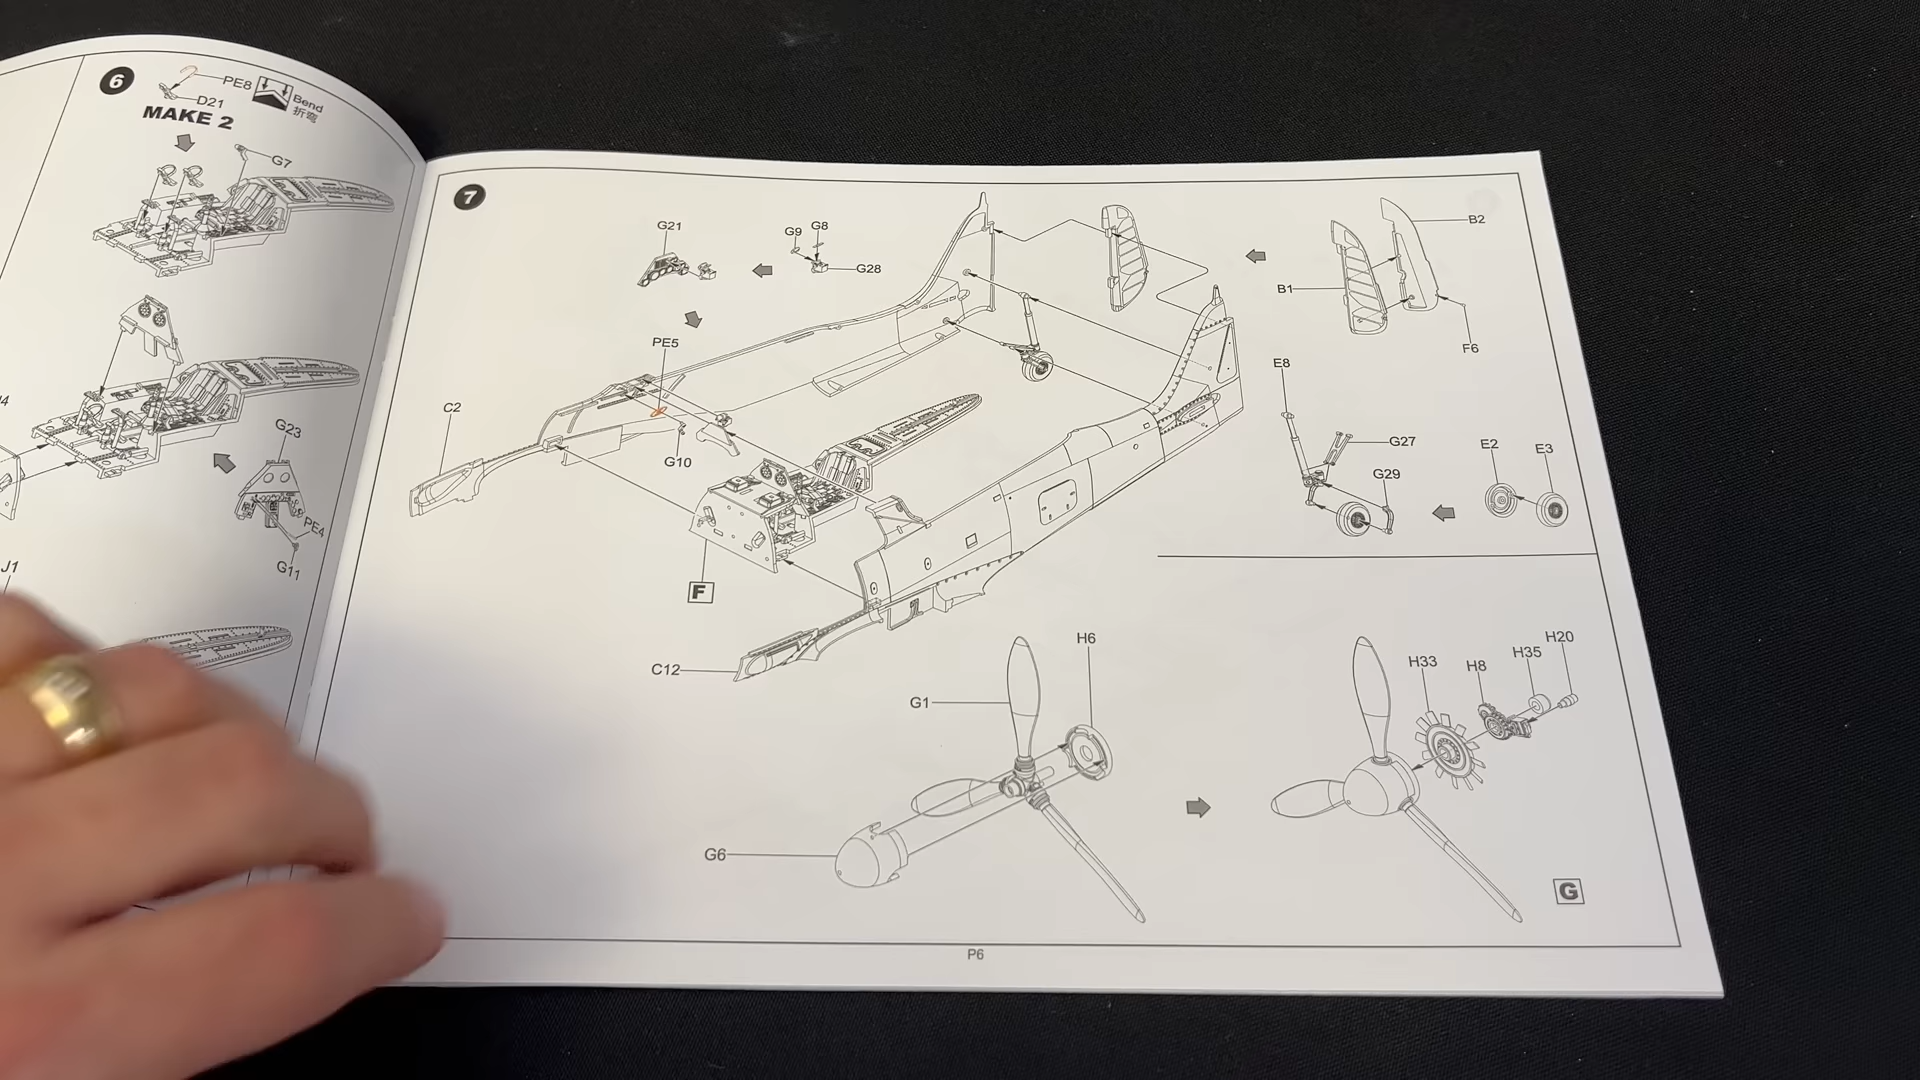 6
PE8
D21
Bend
折弯
MAKE 2
G7
G23
PE4
G11
J1
7
G21
G9
G8
G28
PE5
C2
G10
F
C12
B2
B1
F6
E8
G27
G29
E2
E3
H6
G1
G6
H33
H8
H35
H20
G
P6